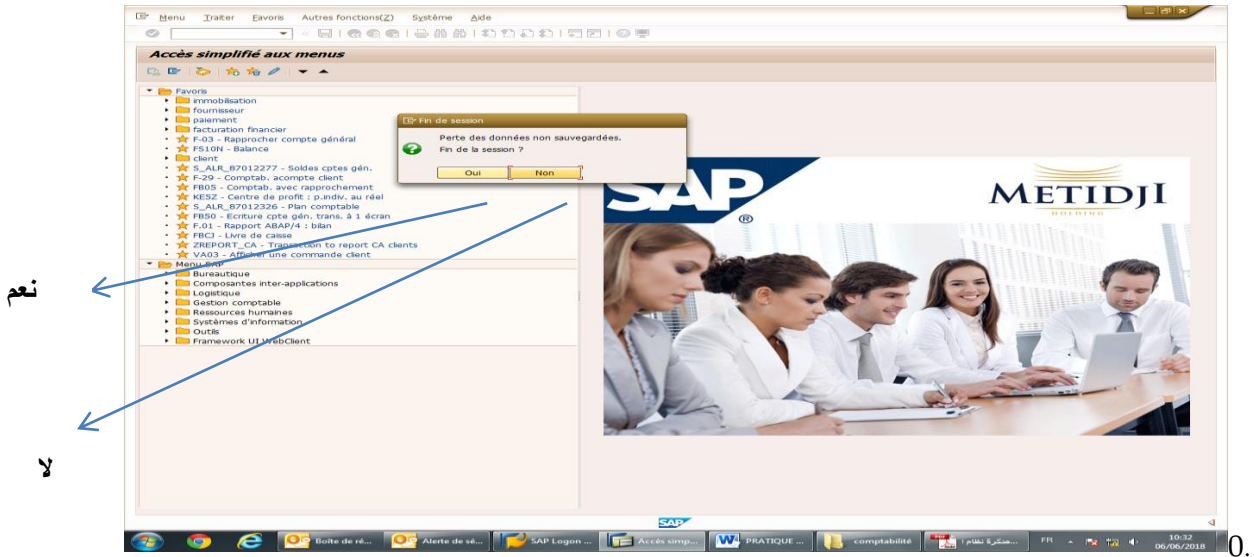 Menu Traiter Favoris Autres fonctions(Z) Système Aide
Accès simplifié aux menus
Favoris
immobilisation
fournisseur
paiement
facturation financier
F-03 - Rapprocher compte général
FS10N - Balance
client
S_ALR_87012277 - Soldes cptes gén.
F-29 - Comptab. acompte client
FB05 - Comptab. avec rapprochement
KE5Z - Centre de profit : p.indiv. au réel
S_ALR_87012326 - Plan comptable
FB50 - Ecriture cpte gén. trans. à 1 écran
F.01 - Rapport ABAP/4 : bilan
FBCJ - Livre de caisse
ZREPORT_CA - Transaction to report CA clients
VA03 - Afficher une commande client
Menu SAP
Bureautique
Composantes inter-applications
Logistique
Gestion comptable
Ressources humaines
Systèmes d'information
Outils
Framework UI WebClient
Fin de session
Perte des données non sauvegardées.
Fin de la session ?
Oui Non
SAP ®
METIDJI
HOLDING
نعم
لا
SAP
Boîte de ré... Alerte de sé... SAP Logon ... Accès simp... PRATIQUE ... comptabilité مذكرة نظام ا... FR 10:32
06/06/2018
0